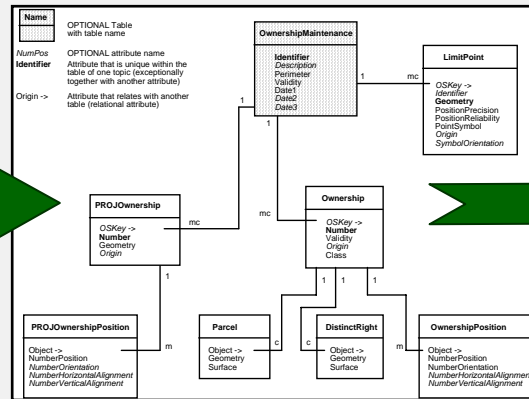 Name
OPTIONAL Table
with table name
NumPos OPTIONAL attribute name
Identifier Attribute that is unique within the
table of one topic (exceptionally
together with another attribute)
Origin -> Attribute that relates with another
table (relational attribute)
OwnershipMaintenance
Identifier
Description
Perimeter
Validity
Date1
Date2
Date3
1 mc
1
1
LimitPoint
OSKey ->
Identifier
Geometry
PositionPrecision
PositionReliability
PointSymbol
Origin
SymbolOrientation
PROJOwnership
OSKey ->
Number
Geometry
Origin
mc
1
mc
Ownership
OSKey ->
Number
Validity
Origin
Class
1 1 1
PROJOwnershipPosition
Object ->
NumberPosition
NumberOrientation
NumberHorizontalAlignment
NumberVerticalAlignment
m
Parcel
Object ->
Geometry
Surface
c
DistinctRight
Object ->
Geometry
Surface
c
OwnershipPosition
Object ->
NumberPosition
NumberOrientation
NumberHorizontalAlignment
NumberVerticalAlignment
m